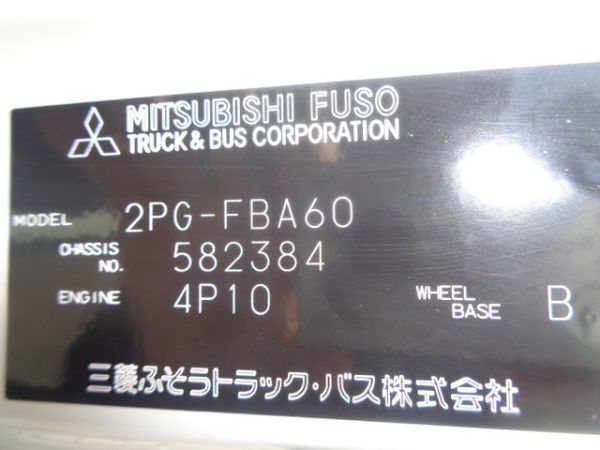 MITSUBISHI FUSO
TRUCK & BUS CORPORATION
MODEL 2PG-FBA60
CHASSIS NO. 582384
ENGINE 4P10 WHEEL BASE B
三菱ふそうトラック・バス株式会社